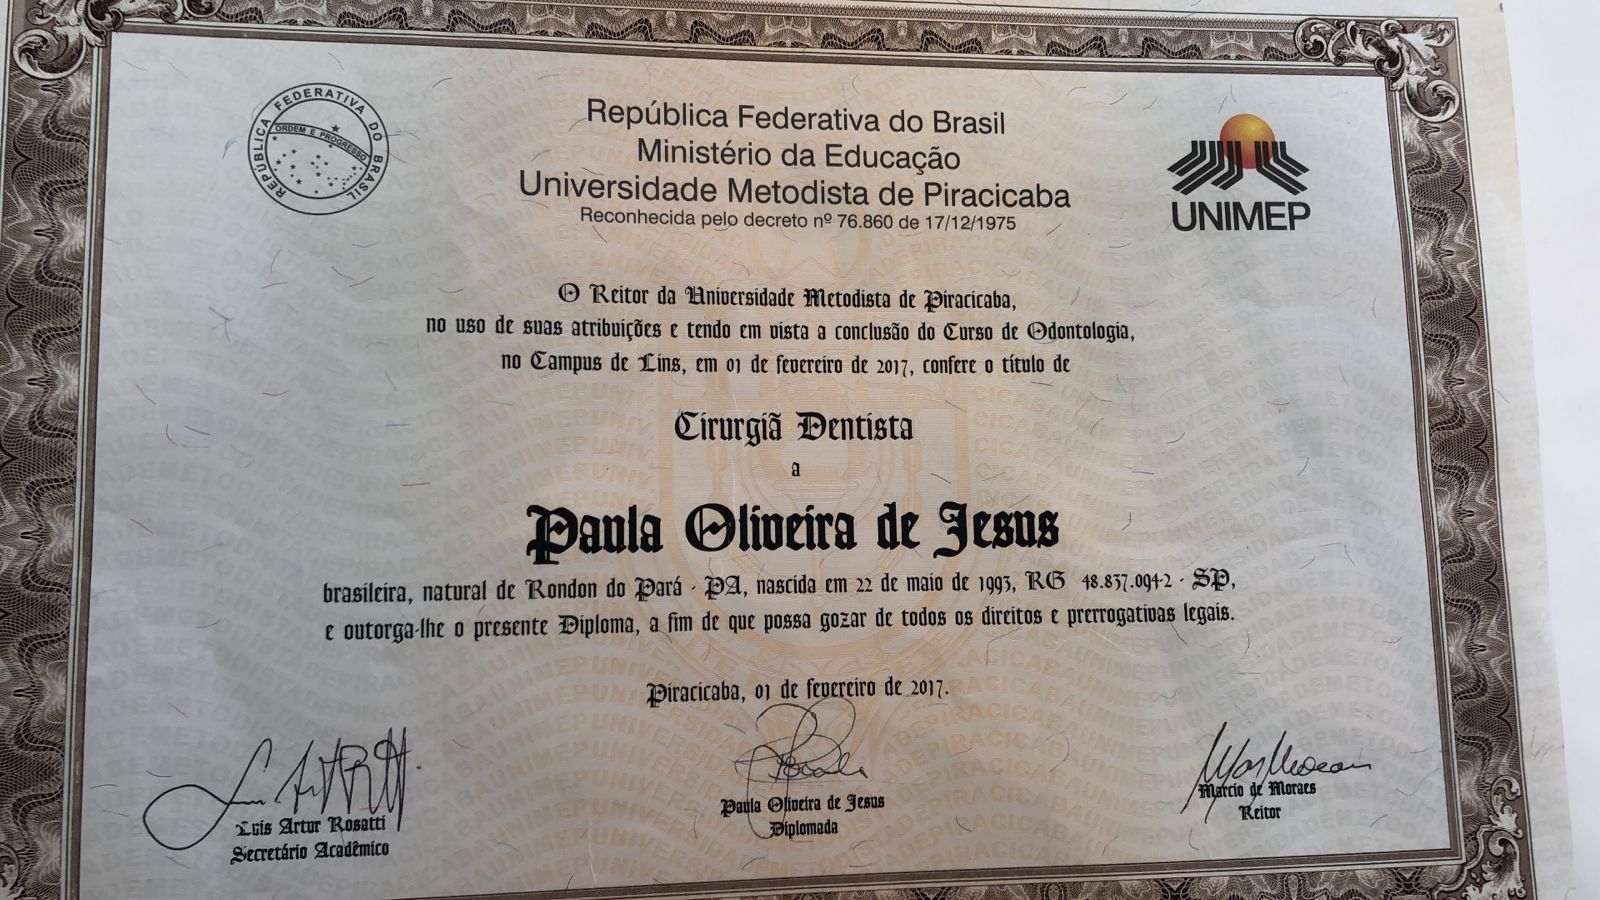 REPÚBLICA FEDERATIVA DO BRASIL
ORDEM E PROGRESSO
República Federativa do Brasil
Ministério da Educação
Universidade Metodista de Piracicaba
Reconhecida pelo decreto nº 76.860 de 17/12/1975
UNIMEP
O Reitor da Universidade Metodista de Piracicaba,
no uso de suas atribuições e tendo em vista a conclusão do Curso de Odontologia,
no Campus de Lins, em 01 de fevereiro de 2017, confere o título de
Cirurgiã Dentista
a
Paula Oliveira de Jesus
brasileira, natural de Rondon do Pará - PA, nascida em 22 de maio de 1993, RG 48.837.094-2 - SP,
e outorga-lhe o presente Diploma, a fim de que possa gozar de todos os direitos e prerrogativas legais.
Piracicaba, 01 de fevereiro de 2017.
Luis Artur Rosatti
Secretário Acadêmico
Paula Oliveira de Jesus
Diplomada
Marcio de Moraes
Reitor